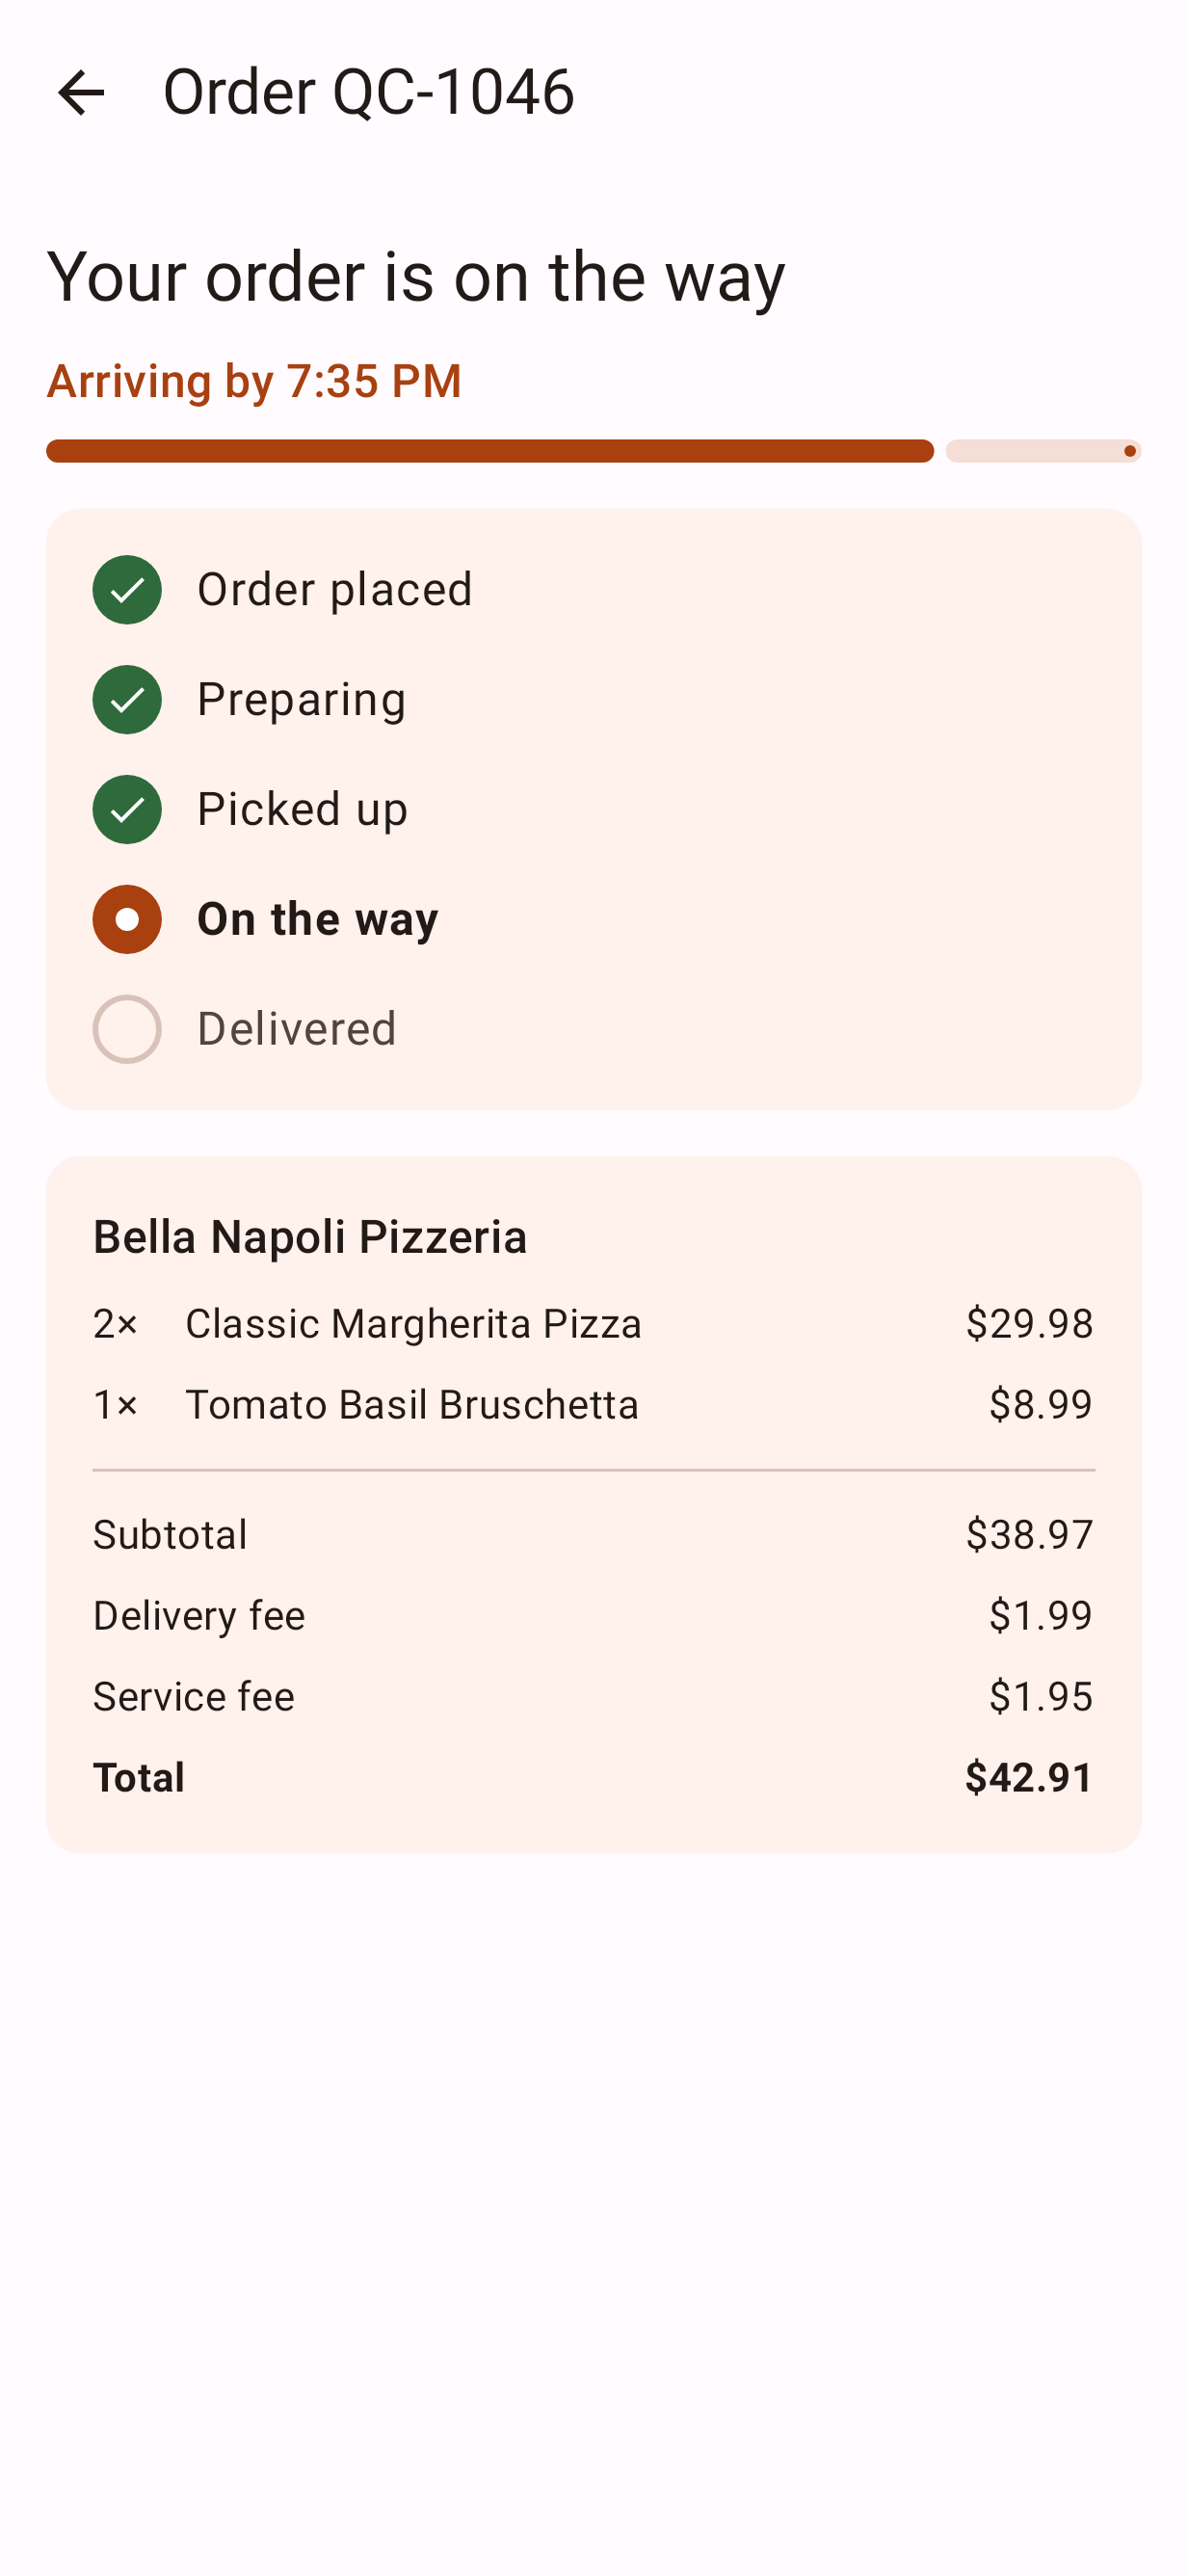 Order QC-1046
Your order is on the way
Arriving by 7:35 PM
Order placed
Preparing
Picked up
On the way
Delivered
Bella Napoli Pizzeria
2× Classic Margherita Pizza $29.98
1× Tomato Basil Bruschetta $8.99
Subtotal $38.97
Delivery fee $1.99
Service fee $1.95
Total $42.91